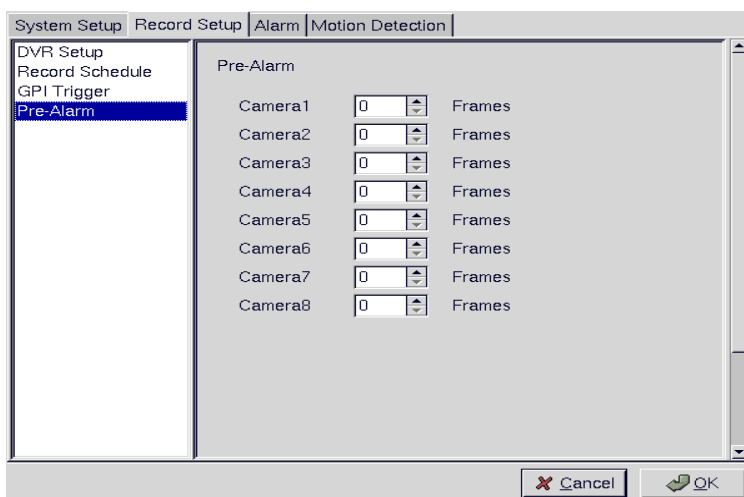 System Setup Record Setup Alarm Motion Detection
DVR Setup
Record Schedule
GPI Trigger
Pre-Alarm
Pre-Alarm
Camera1 0 Frames
Camera2 0 Frames
Camera3 0 Frames
Camera4 0 Frames
Camera5 0 Frames
Camera6 0 Frames
Camera7 0 Frames
Camera8 0 Frames
Cancel OK